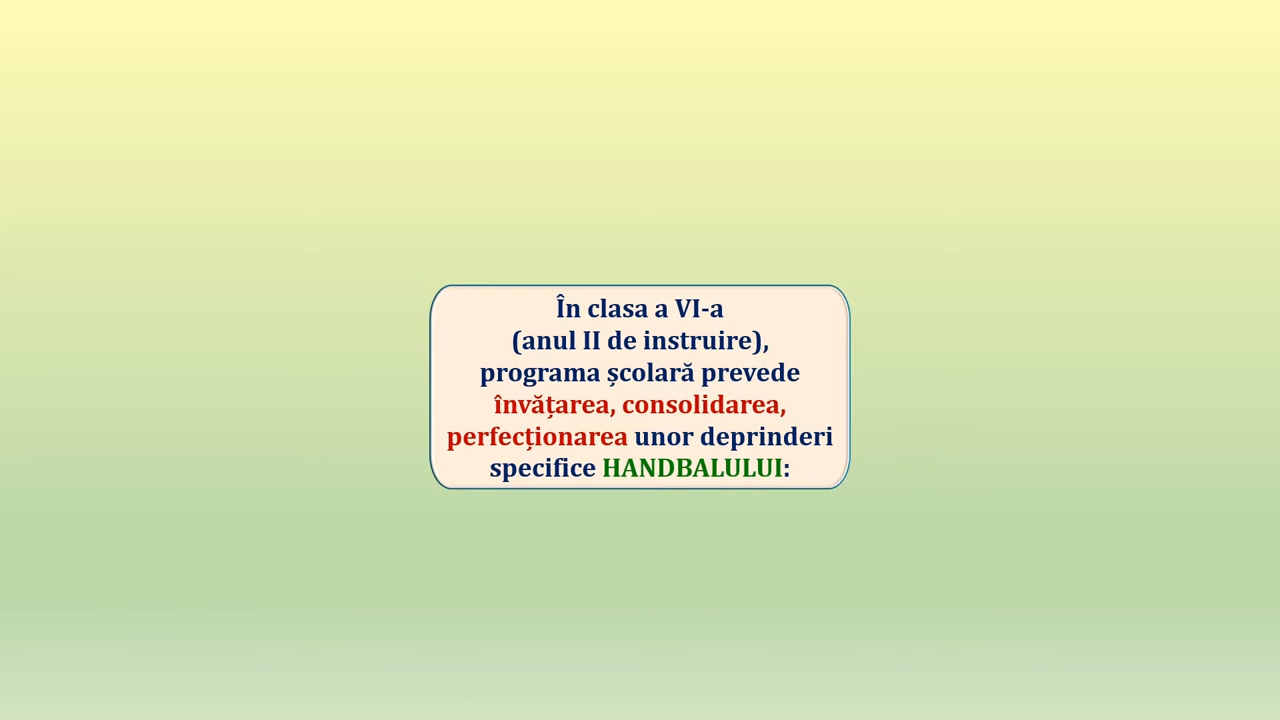 În clasa a VI-a
(anul II de instruire),
programa școlară prevede
învățarea, consolidarea,
perfecționarea unor deprinderi
specifice HANDBALULUI: